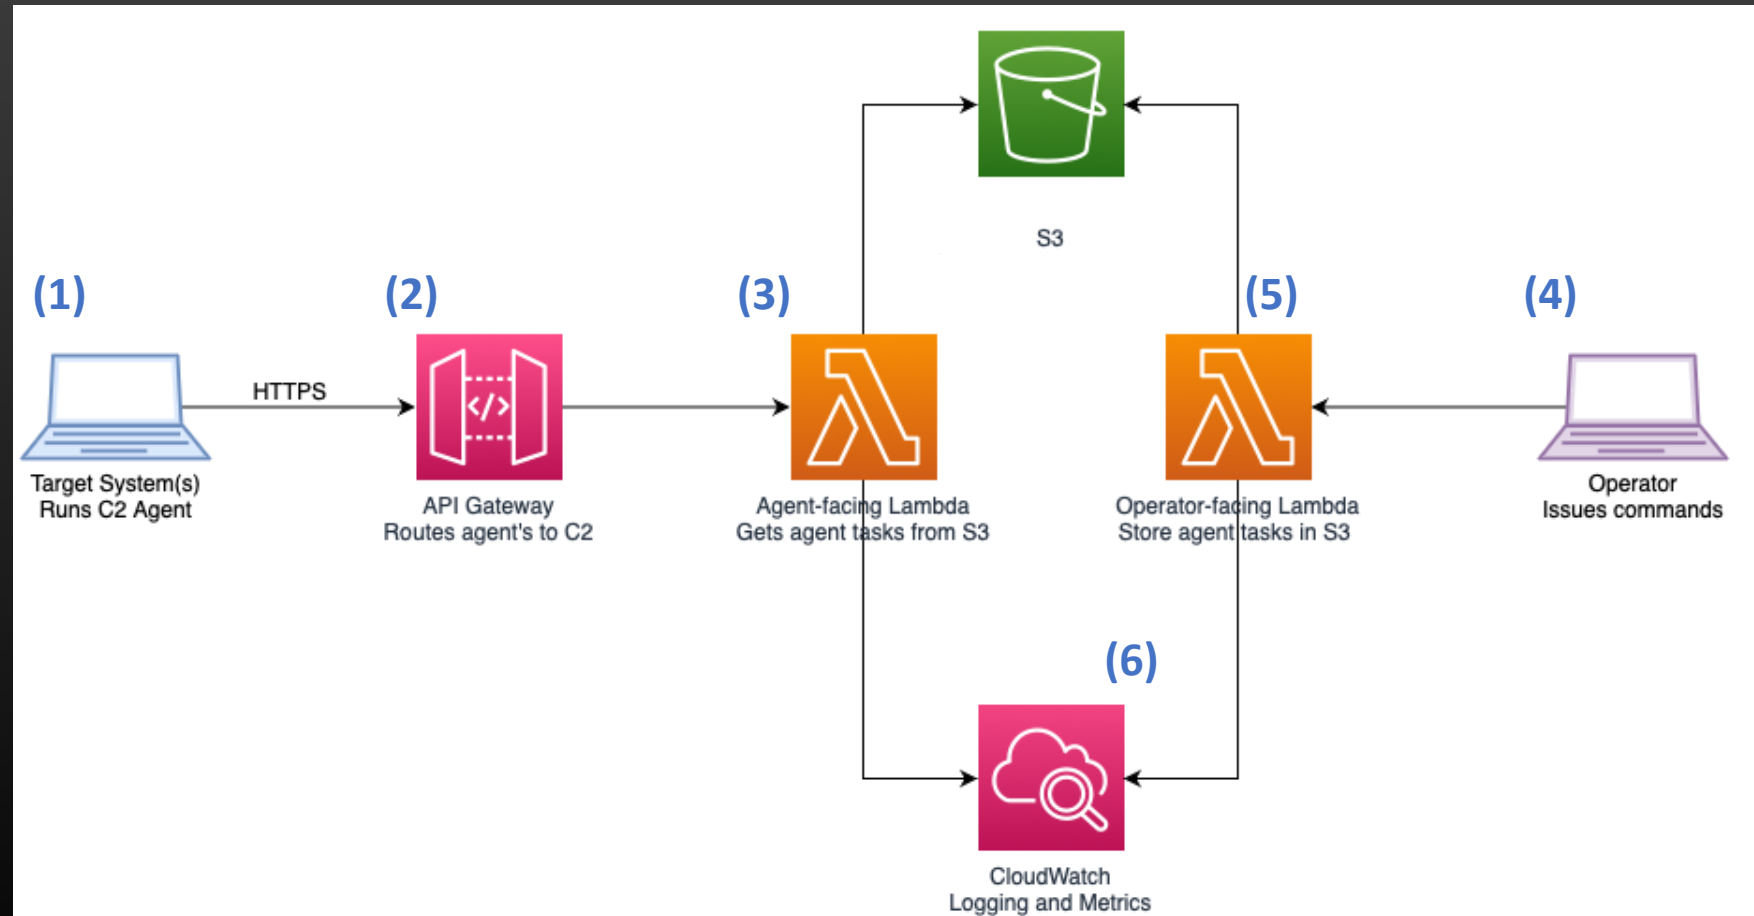 S3
(1)
(2)
(3)
(5)
(4)
HTTPS
</>
Target System(s)
Runs C2 Agent
API Gateway
Routes agent's to C2
Agent-facing Lambda
Gets agent tasks from S3
Operator-facing Lambda
Store agent tasks in S3
Operator
Issues commands
(6)
CloudWatch
Logging and Metrics